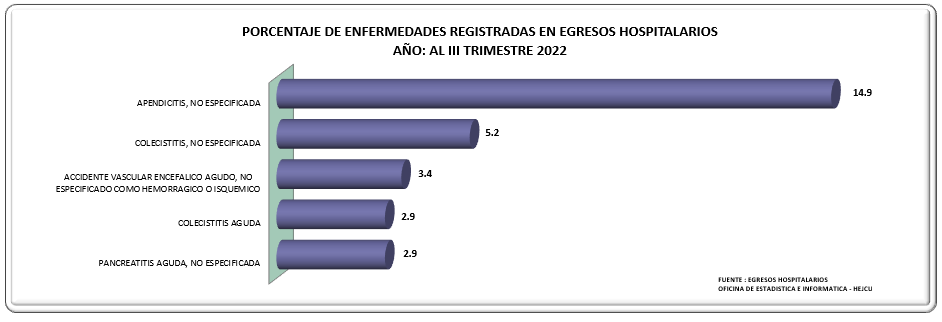 PORCENTAJE DE ENFERMEDADES REGISTRADAS EN EGRESOS HOSPITALARIOS
AÑO: AL III TRIMESTRE 2022
APENDICITIS, NO ESPECIFICADA
14.9
COLECISTITIS, NO ESPECIFICADA
5.2
ACCIDENTE VASCULAR ENCEFALICO AGUDO, NO
ESPECIFICADO COMO HEMORRAGICO O ISQUEMICO
3.4
COLECISTITIS AGUDA
2.9
PANCREATITIS AGUDA, NO ESPECIFICADA
2.9
FUENTE : EGRESOS HOSPITALARIOS
OFICINA DE ESTADISTICA E INFORMATICA - HEJCU